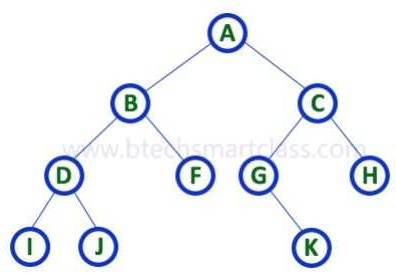 A
B C
www.btechsmartclass.com
D F G H
I J K